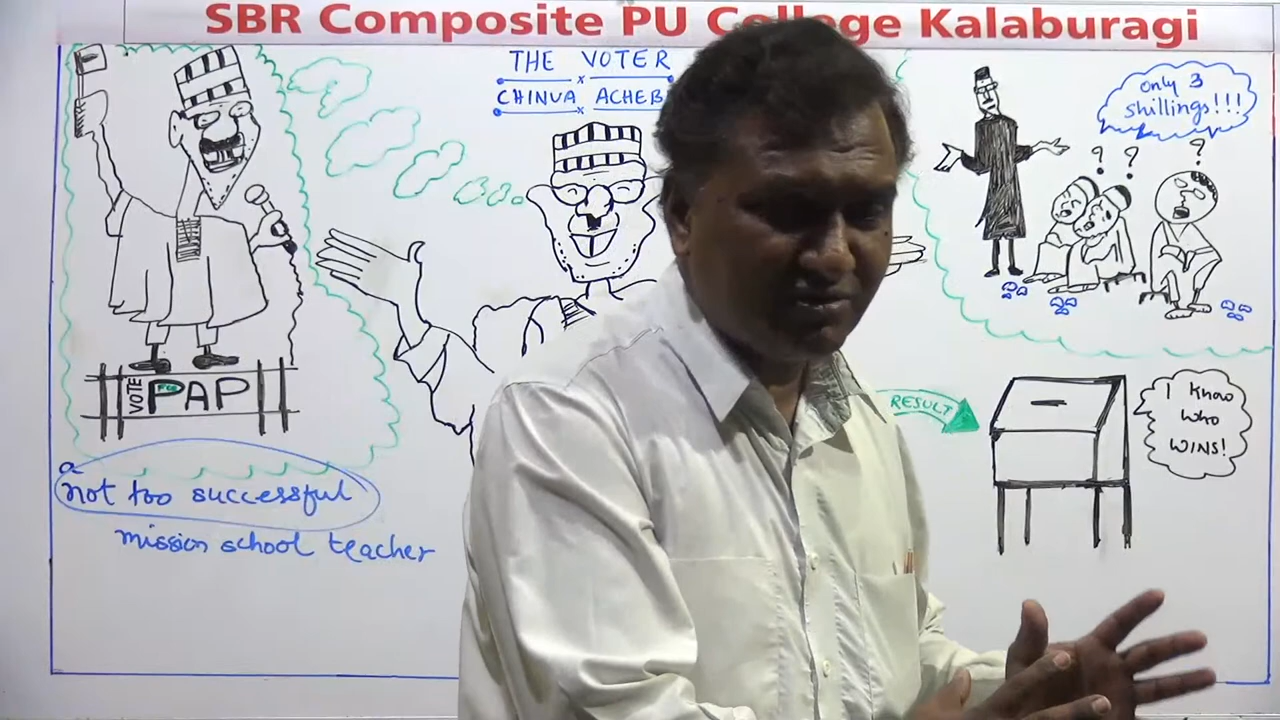 SBR Composite PU College Kalaburagi
THE VOTER
CHINUA ACHEB
Only 3
shillings!!!
? ? ?
VOTE
FOR
PAP
RESULT
I KNOW
WHO
WINS!
a
not too successful
mission school teacher